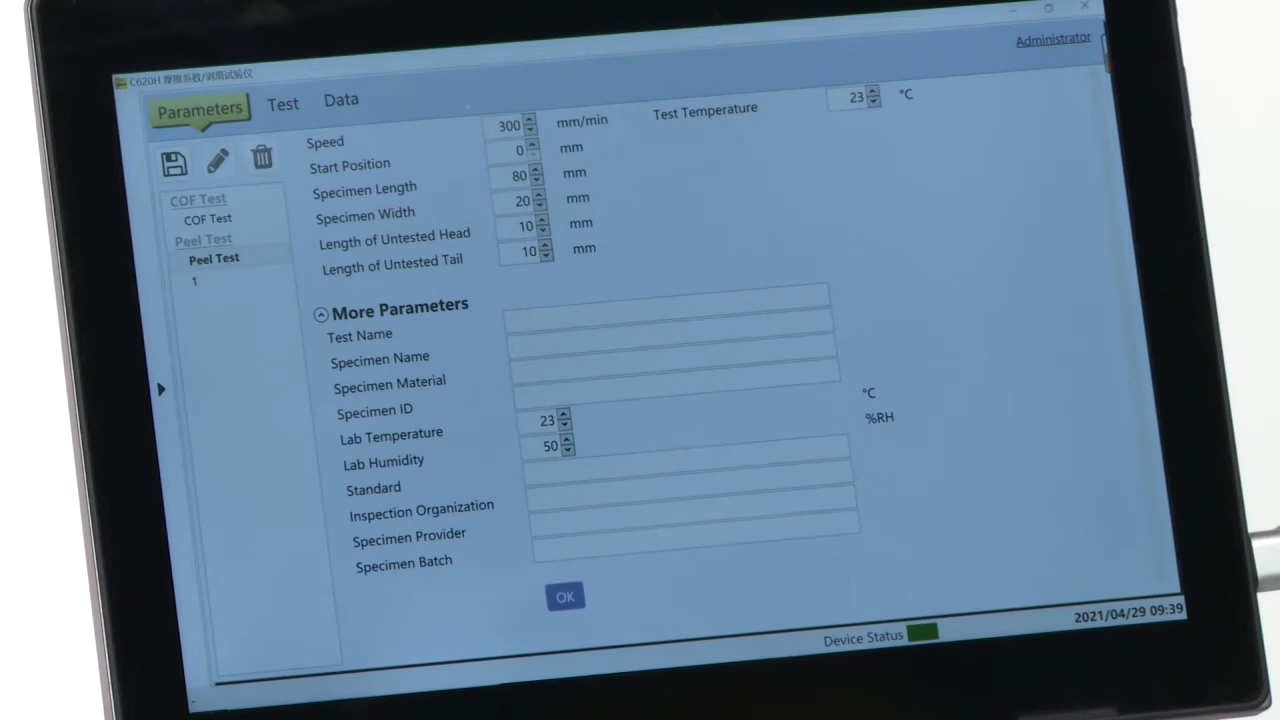 C620H 摩擦系数/剥离试验仪
Administrator
Parameters Test Data
COF Test
COF Test
Peel Test
Peel Test
1
Speed 300 mm/min Test Temperature 23 °C
Start Position 0 mm
Specimen Length 80 mm
Specimen Width 20 mm
Length of Untested Head 10 mm
Length of Untested Tail 10 mm
More Parameters
Test Name
Specimen Name
Specimen Material
Specimen ID
Lab Temperature 23 °C
Lab Humidity 50 %RH
Standard
Inspection Organization
Specimen Provider
Specimen Batch
OK
Device Status
2021/04/29 09:39